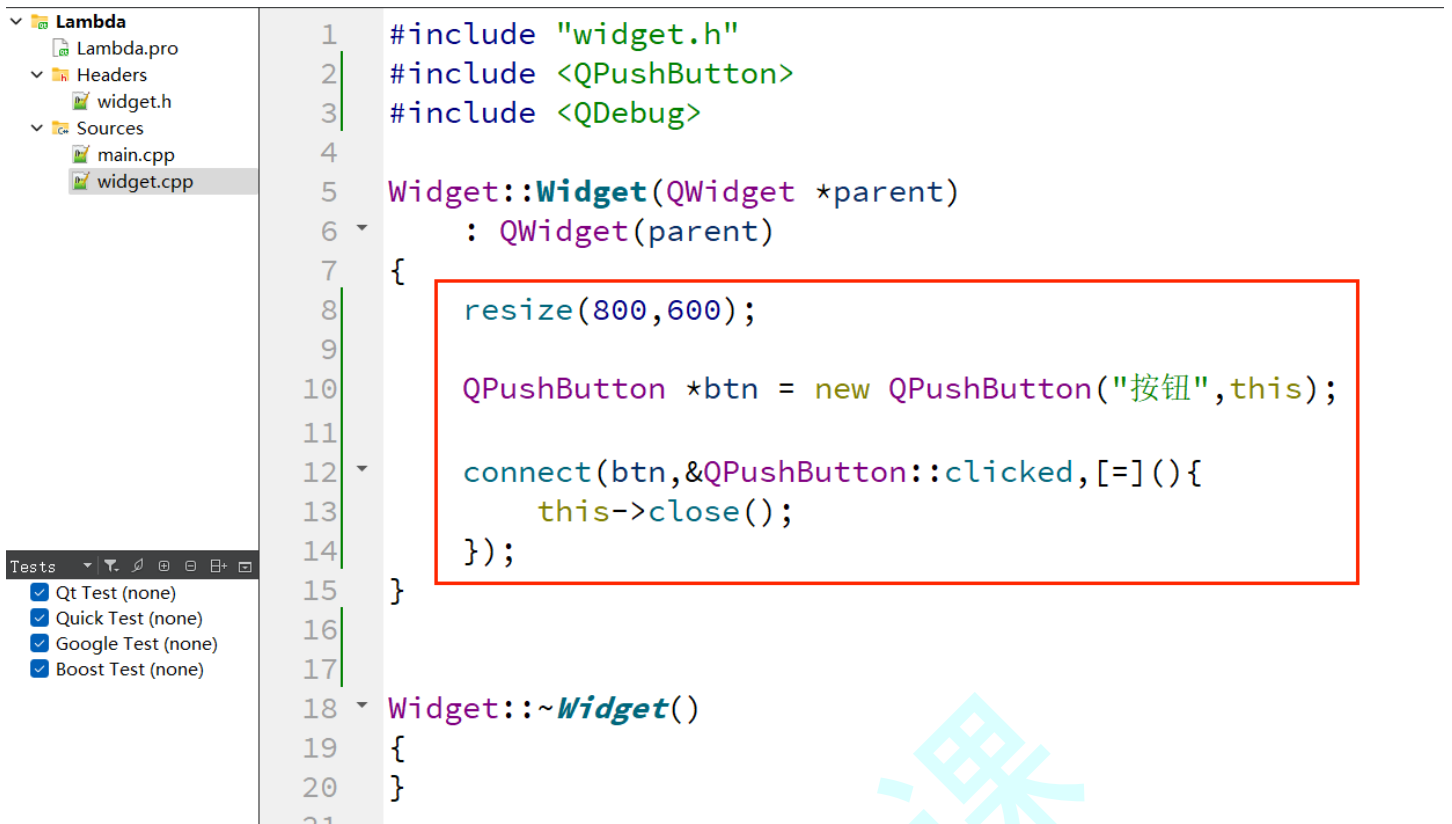 Lambda
Lambda.pro
Headers
widget.h
Sources
main.cpp
widget.cpp
Tests
Qt Test (none)
Quick Test (none)
Google Test (none)
Boost Test (none)
1 #include "widget.h"
2 #include <QPushButton>
3 #include <QDebug>
4
5 Widget::Widget(QWidget *parent)
6 : QWidget(parent)
7 {
8 resize(800,600);
9
10 QPushButton *btn = new QPushButton("按钮",this);
11
12 connect(btn,&QPushButton::clicked,[=](){
13 this->close();
14 });
15 }
16
17
18 Widget::~Widget()
19 {
20 }
21
课